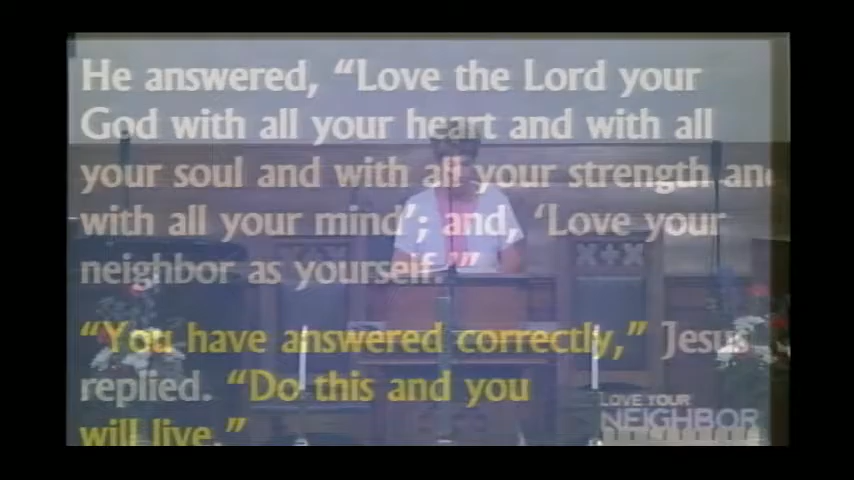 He answered, “Love the Lord your
God with all your heart and with all
your soul and with all your strength and
with all your mind’; and, ‘Love your
neighbor as yourself.’”
“You have answered correctly,” Jesus
replied. “Do this and you
will live.”
LOVE YOUR
NEIGHBOR